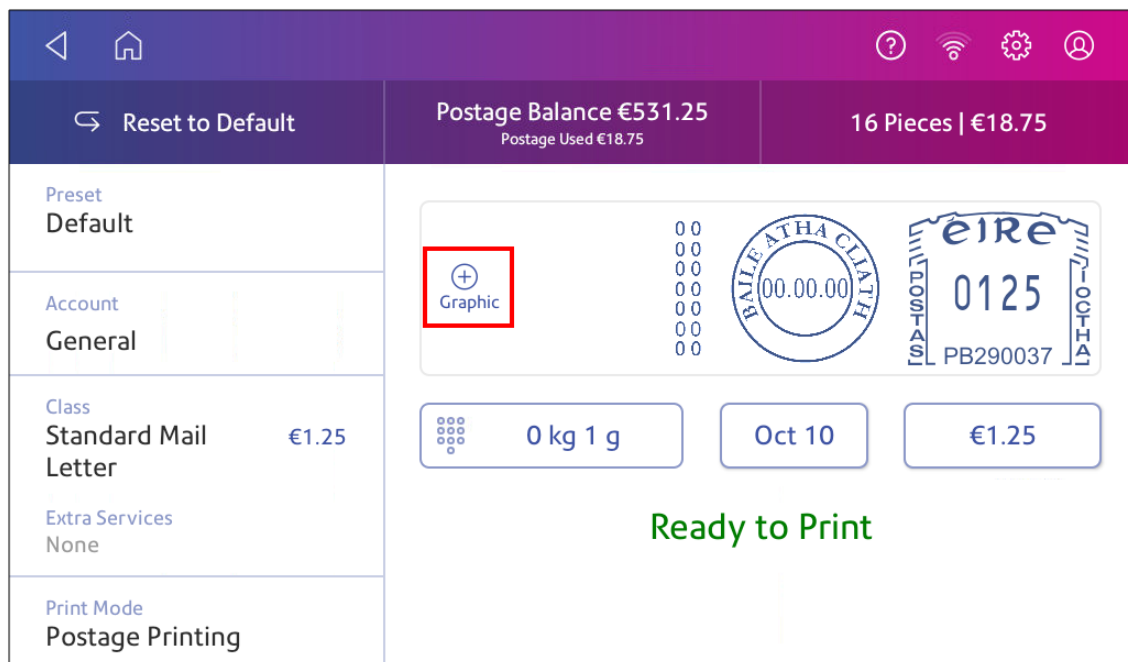 Reset to Default
Postage Balance €531.25
Postage Used €18.75
16 Pieces | €18.75
Preset
Default
Account
General
Class
Standard Mail €1.25
Letter
Extra Services
None
Print Mode
Postage Printing
Graphic
00
00
00
00
00
00
00
BAILE ATHA CLIATH
00.00.00
éIRe
POSTAS
0125
IOCTHA
PB290037
0 kg 1 g
Oct 10
€1.25
Ready to Print